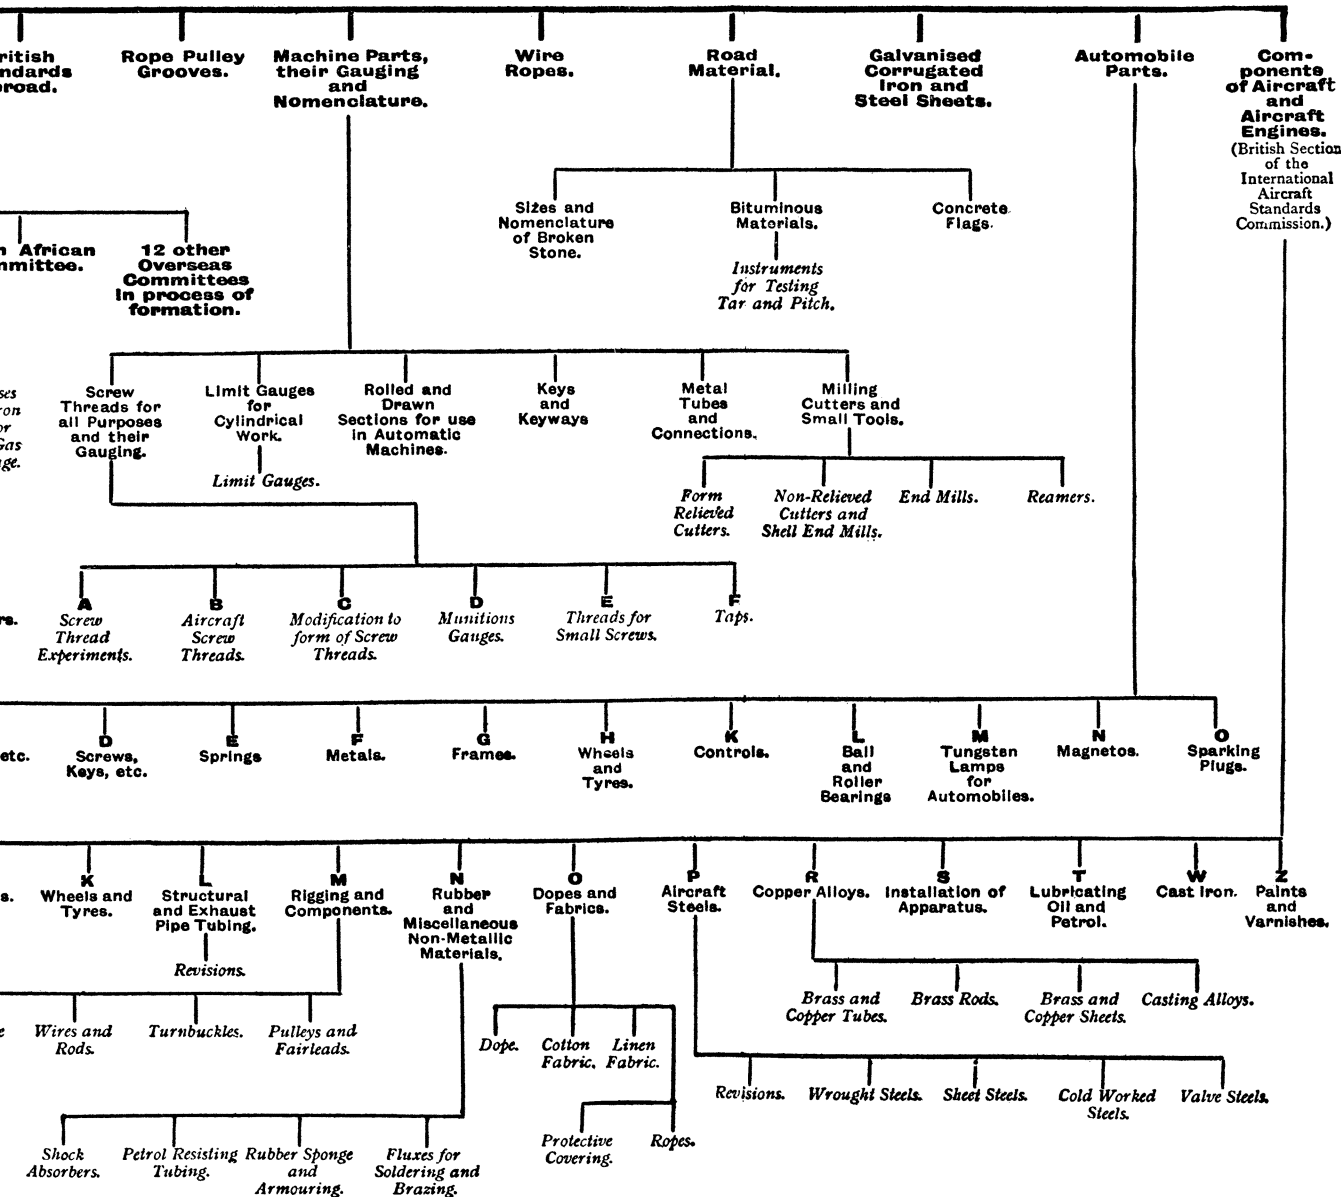 ritish
ndards
broad.
Rope Pulley
Grooves.
Machine Parts,
their Gauging
and
Nomenclature.
Wire
Ropes.
Road
Material.
Galvanised
Corrugated
Iron and
Steel Sheets.
Automobile
Parts.
Com-
ponents
of Aircraft
and
Aircraft
Engines.
(British Section
of the
International
Aircraft
Standards
Commission.)
n African
mmittee.
12 other
Overseas
Committees
in process of
formation.
Sizes and
Nomenclature
of Broken
Stone.
Bituminous
Materials.
Instruments
for Testing
Tar and Pitch.
Concrete
Flags.
ses
ron
or
Gas
ge.
Screw
Threads for
all Purposes
and their
Gauging.
Limit Gauges
for
Cylindrical
Work.
Limit Gauges.
Rolled and
Drawn
Sections for use
in Automatic
Machines.
Keys
and
Keyways
Metal
Tubes
and
Connections.
Milling
Cutters and
Small Tools.
Form
Relieved
Cutters.
Non-Relieved
Cutters and
Shell End Mills.
End Mills.
Reamers.
rs.
A
Screw
Thread
Experiments.
B
Aircraft
Screw
Threads.
C
Modification to
form of Screw
Threads.
D
Munitions
Gauges.
E
Threads for
Small Screws.
F
Taps.
etc.
D
Screws,
Keys, etc.
E
Springs
F
Metals.
G
Frames.
H
Wheels
and
Tyres.
K
Controls.
L
Ball
and
Roller
Bearings
M
Tungsten
Lamps
for
Automobiles.
N
Magnetos.
O
Sparking
Plugs.
s.
K
Wheels and
Tyres.
L
Structural
and Exhaust
Pipe Tubing.
Revisions.
M
Rigging and
Components.
N
Rubber
and
Miscellaneous
Non-Metallic
Materials.
O
Dopes and
Fabrics.
P
Aircraft
Steels.
R
Copper Alloys.
S
Installation of
Apparatus.
T
Lubricating
Oil and
Petrol.
W
Cast Iron.
Z
Paints
and
Varnishes.
e
Wires and
Rods.
Turnbuckles.
Pulleys and
Fairleads.
Dope.
Cotton
Fabric.
Linen
Fabric.
Brass and
Copper Tubes.
Brass Rods.
Brass and
Copper Sheets.
Casting Alloys.
Revisions.
Wrought Steels.
Sheet Steels.
Cold Worked
Steels.
Valve Steels.
Shock
Absorbers.
Petrol Resisting
Tubing.
Rubber Sponge
and
Armouring.
Fluxes for
Soldering and
Brazing.
Protective
Covering.
Ropes.